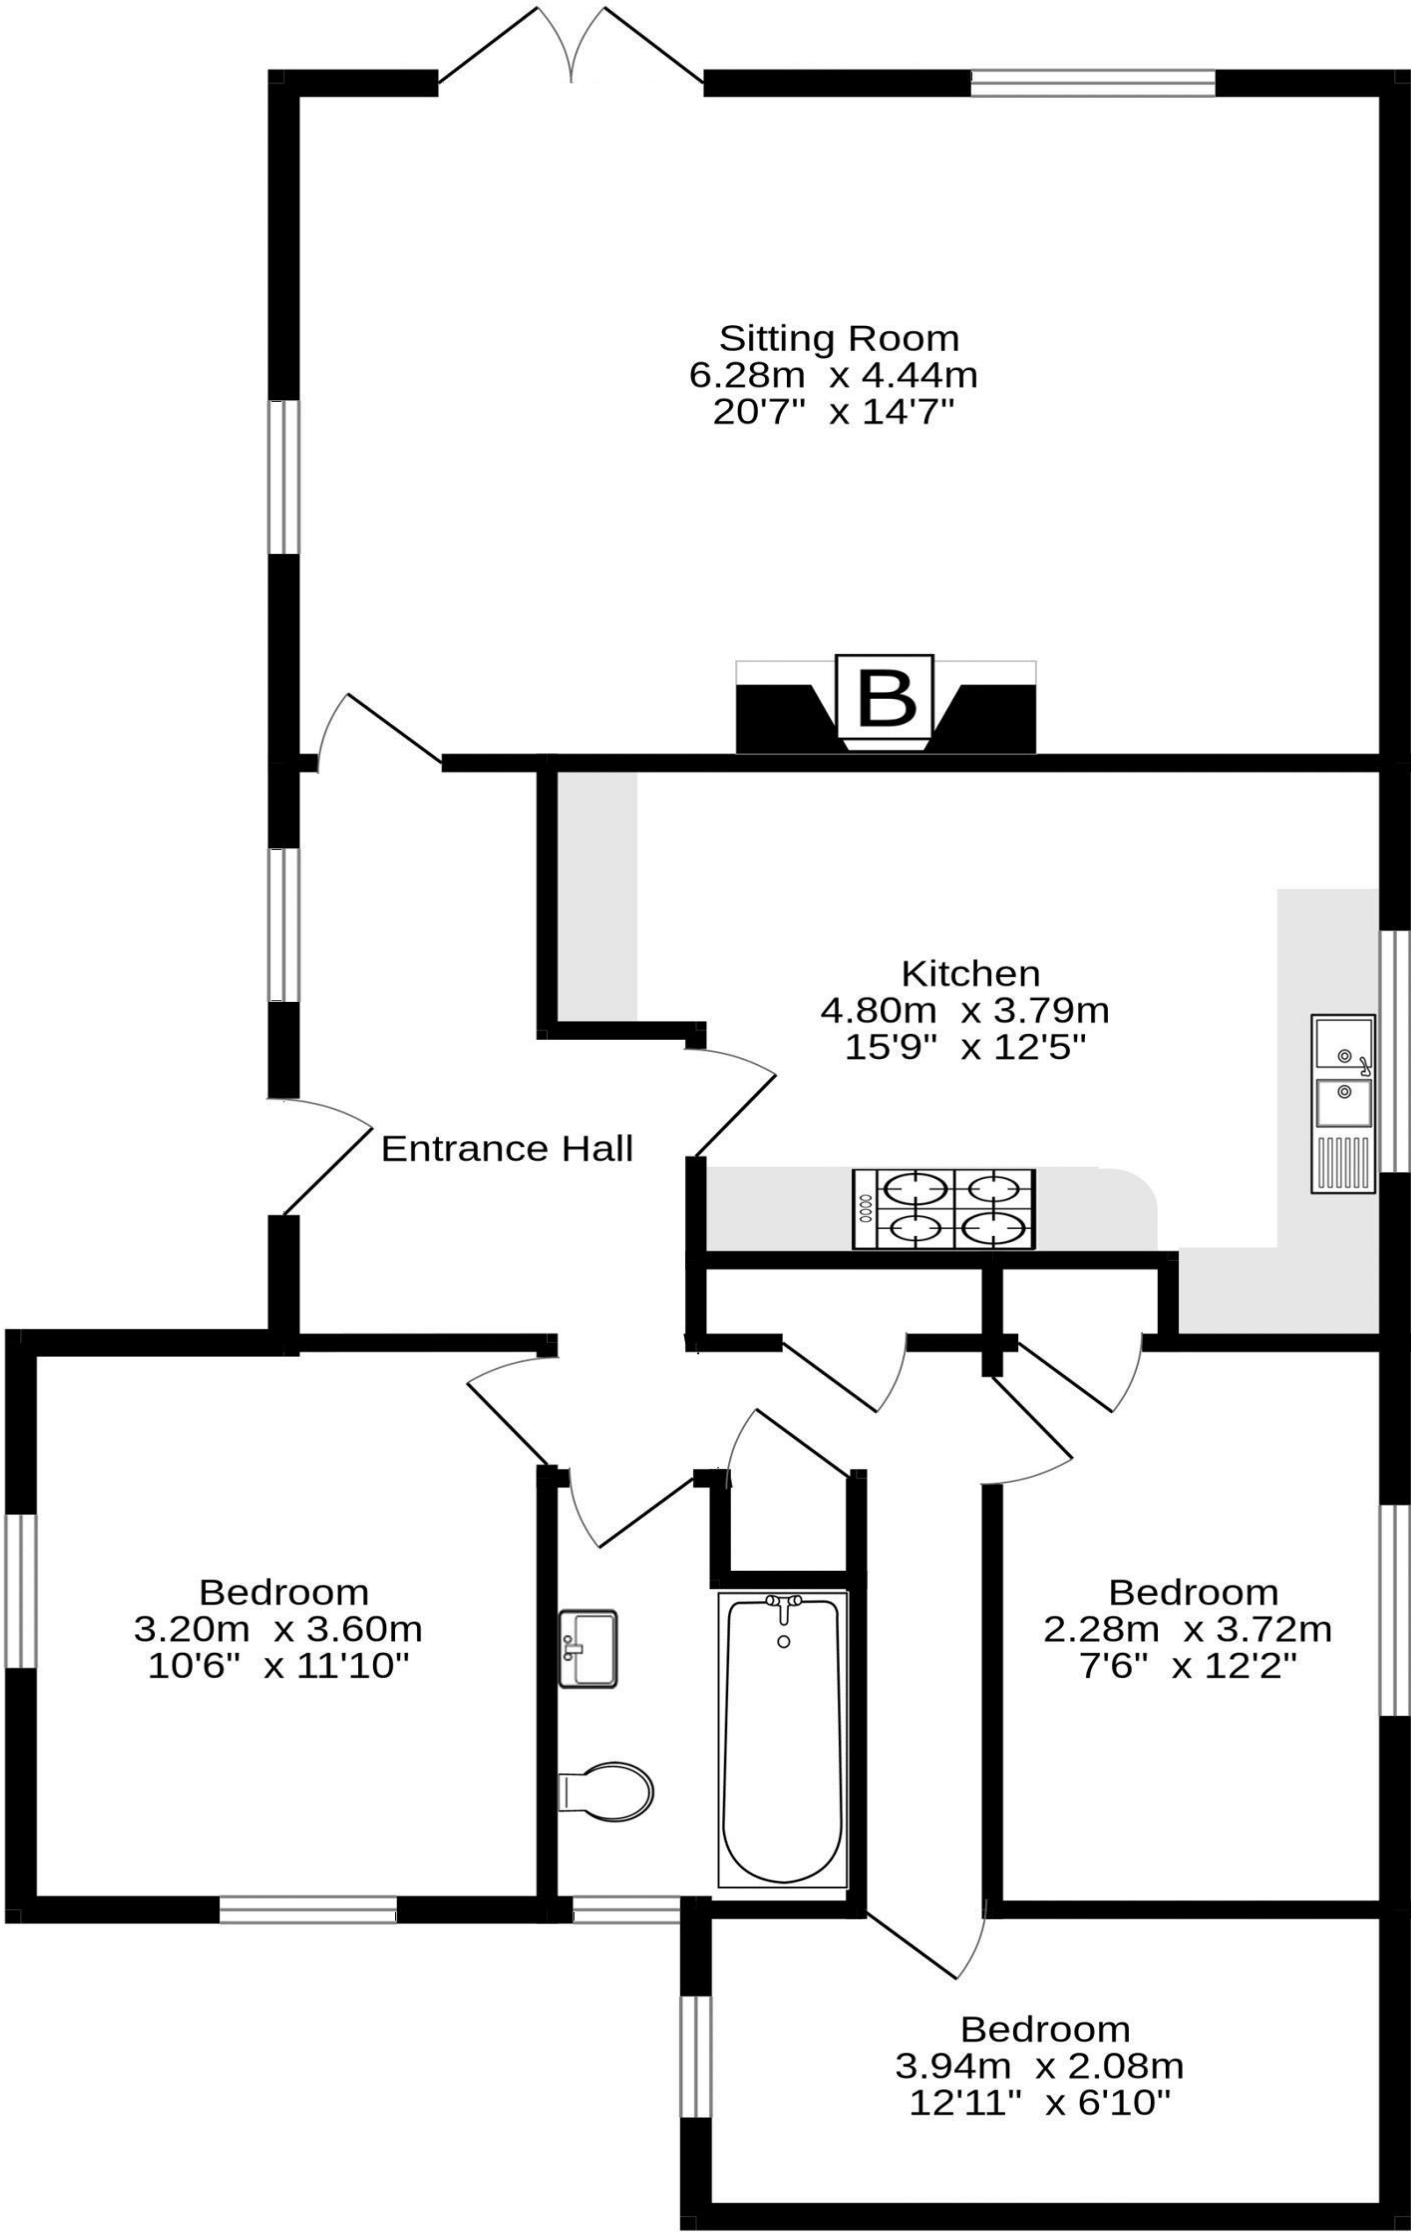 Sitting Room
6.28m x 4.44m
20'7" x 14'7"
B
Kitchen
4.80m x 3.79m
15'9" x 12'5"
Entrance Hall
Bedroom
3.20m x 3.60m
10'6" x 11'10"
Bedroom
2.28m x 3.72m
7'6" x 12'2"
Bedroom
3.94m x 2.08m
12'11" x 6'10"